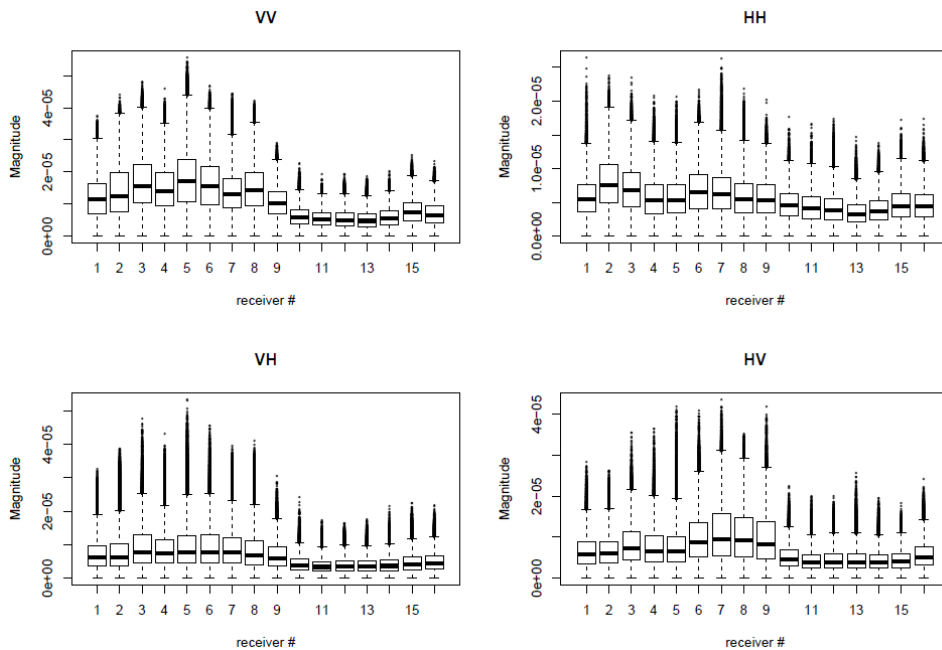 VV
Magnitude
4e−05
2e−05
0e+00
1 2 3 4 5 6 7 8 9 11 13 15
receiver #
HH
Magnitude
2.0e−05
1.0e−05
0.0e+00
1 2 3 4 5 6 7 8 9 11 13 15
receiver #
VH
Magnitude
4e−05
2e−05
0e+00
1 2 3 4 5 6 7 8 9 11 13 15
receiver #
HV
Magnitude
4e−05
2e−05
0e+00
1 2 3 4 5 6 7 8 9 11 13 15
receiver #